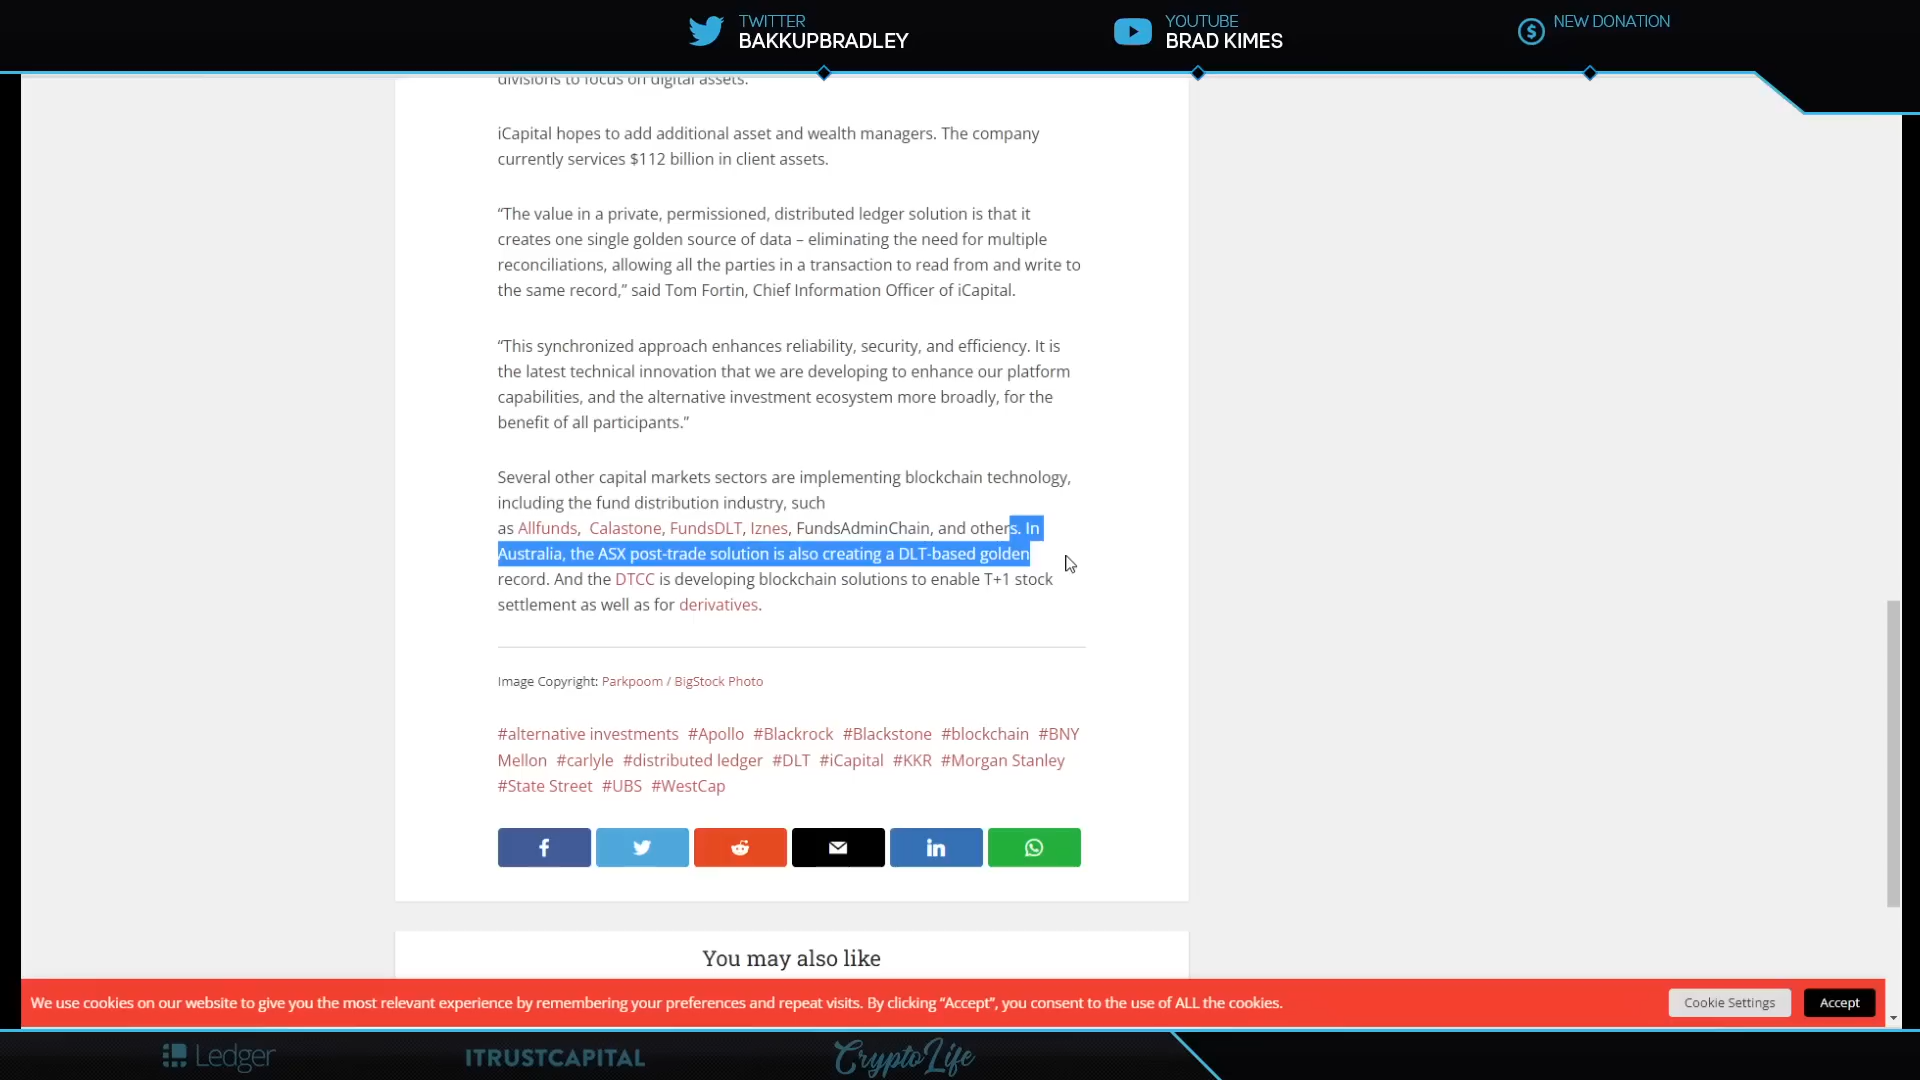 TWITTER
BAKKUPBRADLEY
YOUTUBE
BRAD KIMES
NEW DONATION
divisions to focus on digital assets.
iCapital hopes to add additional asset and wealth managers. The company
currently services $112 billion in client assets.
“The value in a private, permissioned, distributed ledger solution is that it
creates one single golden source of data – eliminating the need for multiple
reconciliations, allowing all the parties in a transaction to read from and write to
the same record,” said Tom Fortin, Chief Information Officer of iCapital.
“This synchronized approach enhances reliability, security, and efficiency. It is
the latest technical innovation that we are developing to enhance our platform
capabilities, and the alternative investment ecosystem more broadly, for the
benefit of all participants.”
Several other capital markets sectors are implementing blockchain technology,
including the fund distribution industry, such
as Allfunds,  Calastone, FundsDLT, Iznes, FundsAdminChain, and others. In
Australia, the ASX post-trade solution is also creating a DLT-based golden
record. And the DTCC is developing blockchain solutions to enable T+1 stock
settlement as well as for derivatives.
Image Copyright: Parkpoom / BigStock Photo
#alternative investments #Apollo #Blackrock #Blackstone #blockchain #BNY
Mellon #carlyle #distributed ledger #DLT #iCapital #KKR #Morgan Stanley
#State Street #UBS #WestCap
You may also like
We use cookies on our website to give you the most relevant experience by remembering your preferences and repeat visits. By clicking “Accept”, you consent to the use of ALL the cookies.
Cookie Settings
Accept
Ledger
ITRUSTCAPITAL
CryptoLife